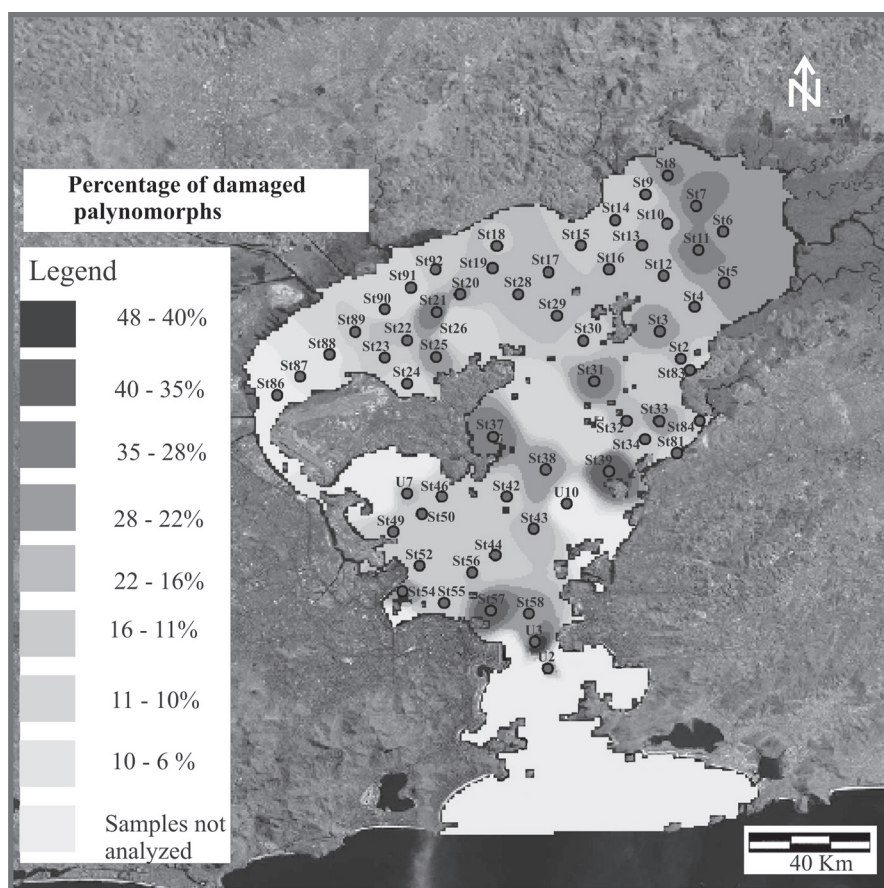 N
Percentage of damaged
palynomorphs
Legend
48 - 40%
40 - 35%
35 - 28%
28 - 22%
22 - 16%
16 - 11%
11 - 10%
10 - 6 %
Samples not
analyzed
St8
St9
St7
St14
St10
St6
St18
St15
St13
St11
St92
St19
St17
St16
St12
St5
St91
St20
St28
St90
St21
St29
St4
St89
St22
St26
St30
St3
St88
St23
St25
St2
St87
St24
St31
St83
St86
St37
St32
St33
St84
St34
St81
St38
St39
U7
St46
St42
U10
St50
St49
St43
St52
St56
St44
St54
St55
St57
St58
U3
U2
40 Km